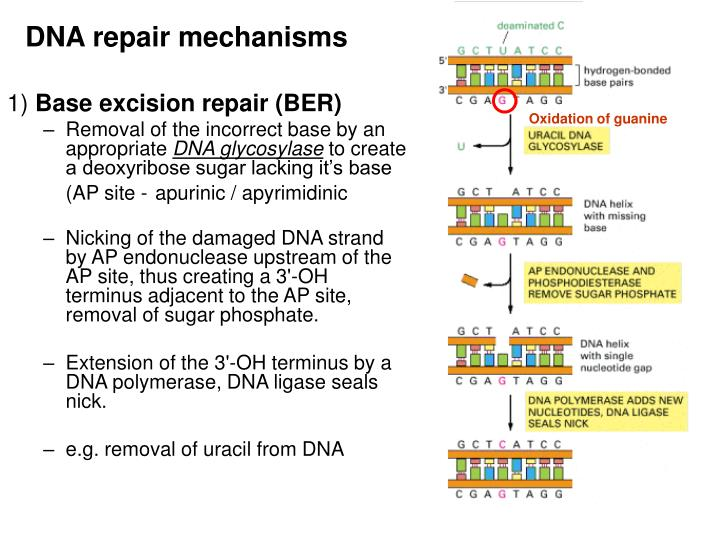 DNA repair mechanisms
1) Base excision repair (BER)
– Removal of the incorrect base by an
appropriate DNA glycosylase to create
a deoxyribose sugar lacking it's base
(AP site - apurinic / apyrimidinic
– Nicking of the damaged DNA strand
by AP endonuclease upstream of the
AP site, thus creating a 3'-OH
terminus adjacent to the AP site,
removal of sugar phosphate.
– Extension of the 3'-OH terminus by a
DNA polymerase, DNA ligase seals
nick.
– e.g. removal of uracil from DNA
deaminated C
G C T U A T C C
5'
hydrogen-bonded
base pairs
3'
C G A G T A G G
Oxidation of guanine
URACIL DNA
GLYCOSYLASE
U
G C T A T C C
DNA helix
with missing
base
C G A G T A G G
AP ENDONUCLEASE AND
PHOSPHODIESTERASE
REMOVE SUGAR PHOSPHATE
G C T A T C C
DNA helix
with single
nucleotide gap
C G A G T A G G
DNA POLYMERASE ADDS NEW
NUCLEOTIDES, DNA LIGASE
SEALS NICK
G C T C A T C C
C G A G T A G G